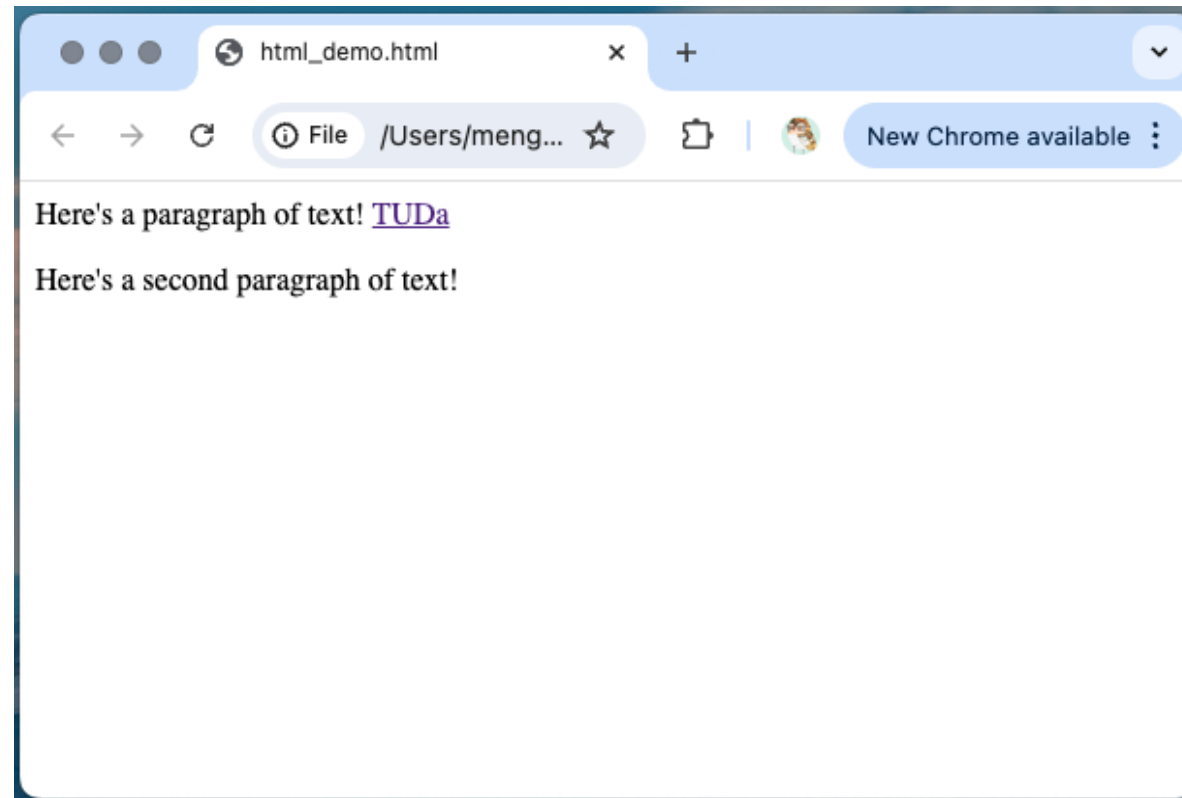 html_demo.html
File /Users/meng...
New Chrome available
Here's a paragraph of text! TUDa
Here's a second paragraph of text!